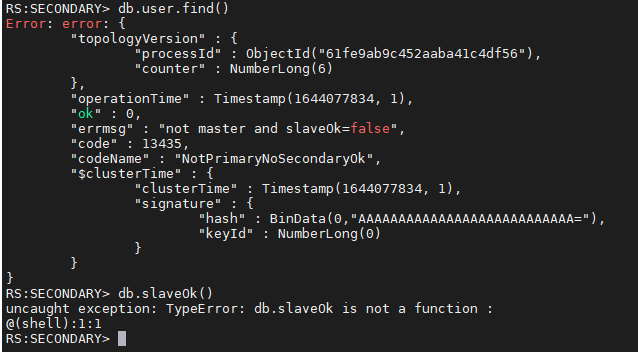 RS:SECONDARY> db.user.find()
Error: error: {
        "topologyVersion" : {
                "processId" : ObjectId("61fe9ab9c452aaba41c4df56"),
                "counter" : NumberLong(6)
        },
        "operationTime" : Timestamp(1644077834, 1),
        "ok" : 0,
        "errmsg" : "not master and slaveOk=false",
        "code" : 13435,
        "codeName" : "NotPrimaryNoSecondaryOk",
        "$clusterTime" : {
                "clusterTime" : Timestamp(1644077834, 1),
                "signature" : {
                        "hash" : BinData(0,"AAAAAAAAAAAAAAAAAAAAAAAAAAA="),
                        "keyId" : NumberLong(0)
                }
        }
}
RS:SECONDARY> db.slaveOk()
uncaught exception: TypeError: db.slaveOk is not a function :
@(shell):1:1
RS:SECONDARY>